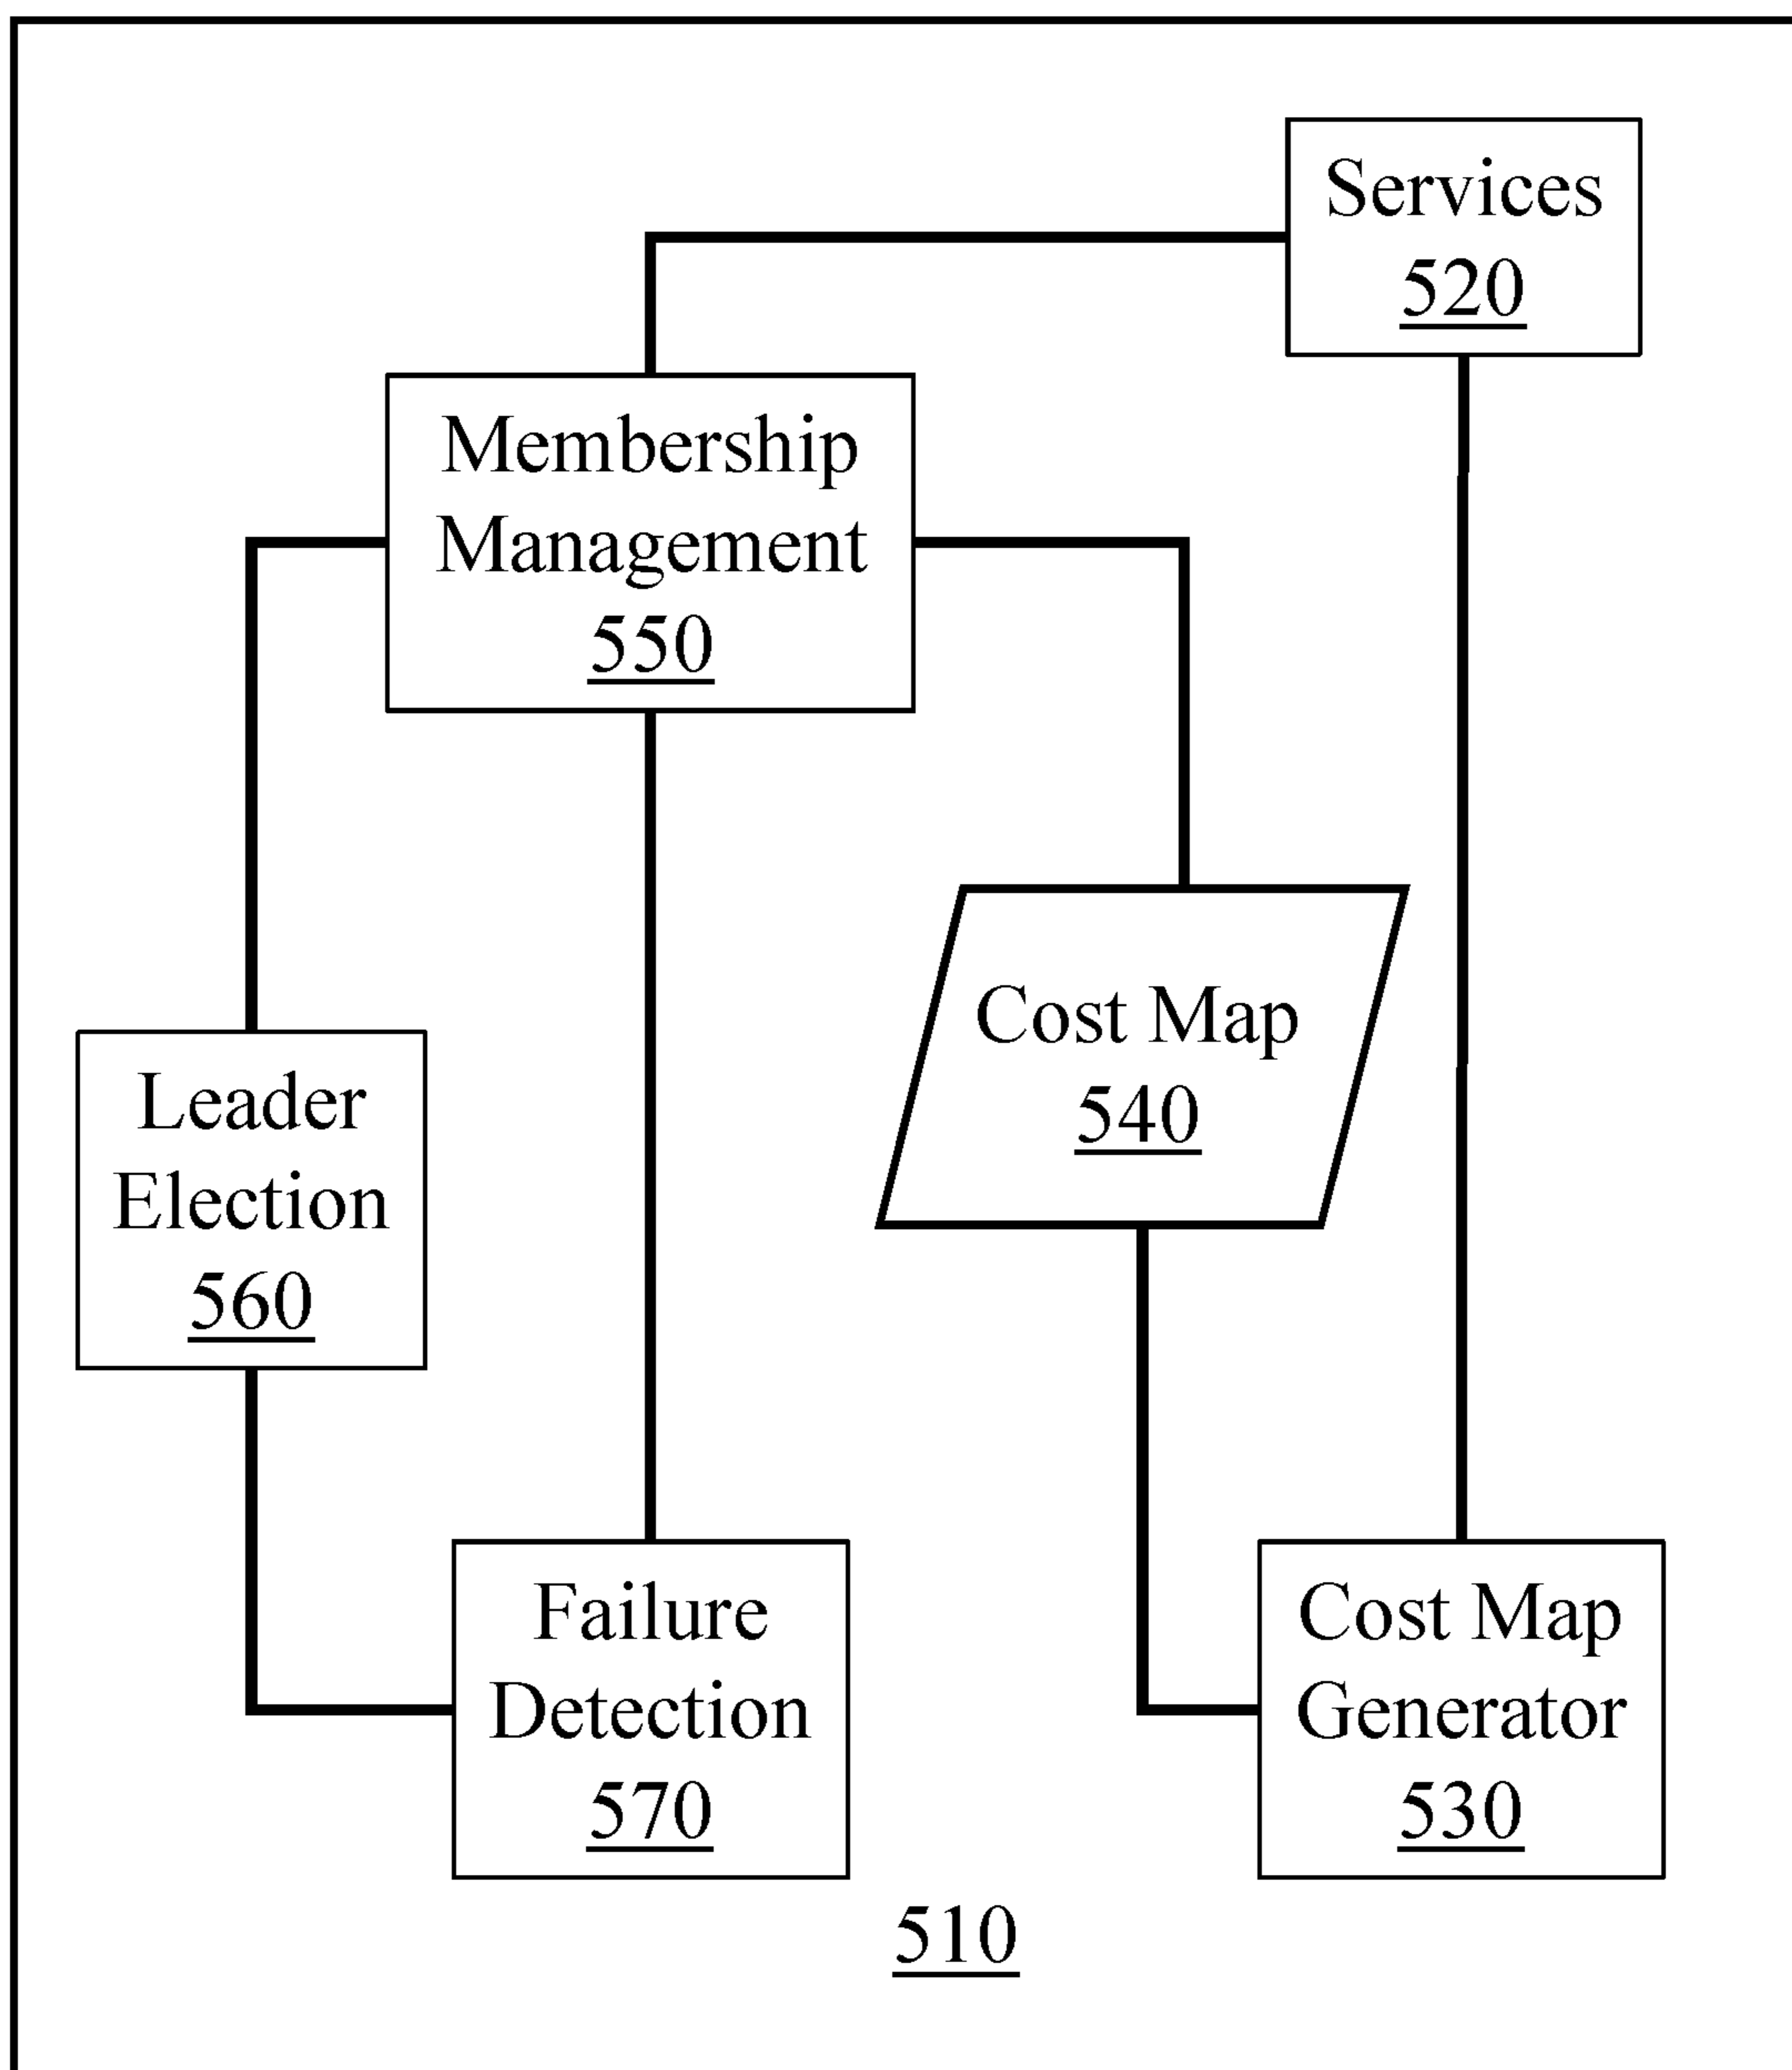 Services
520
Membership
Management
550
Cost Map
540
Leader
Election
560
Failure
Detection
570
Cost Map
Generator
530
510